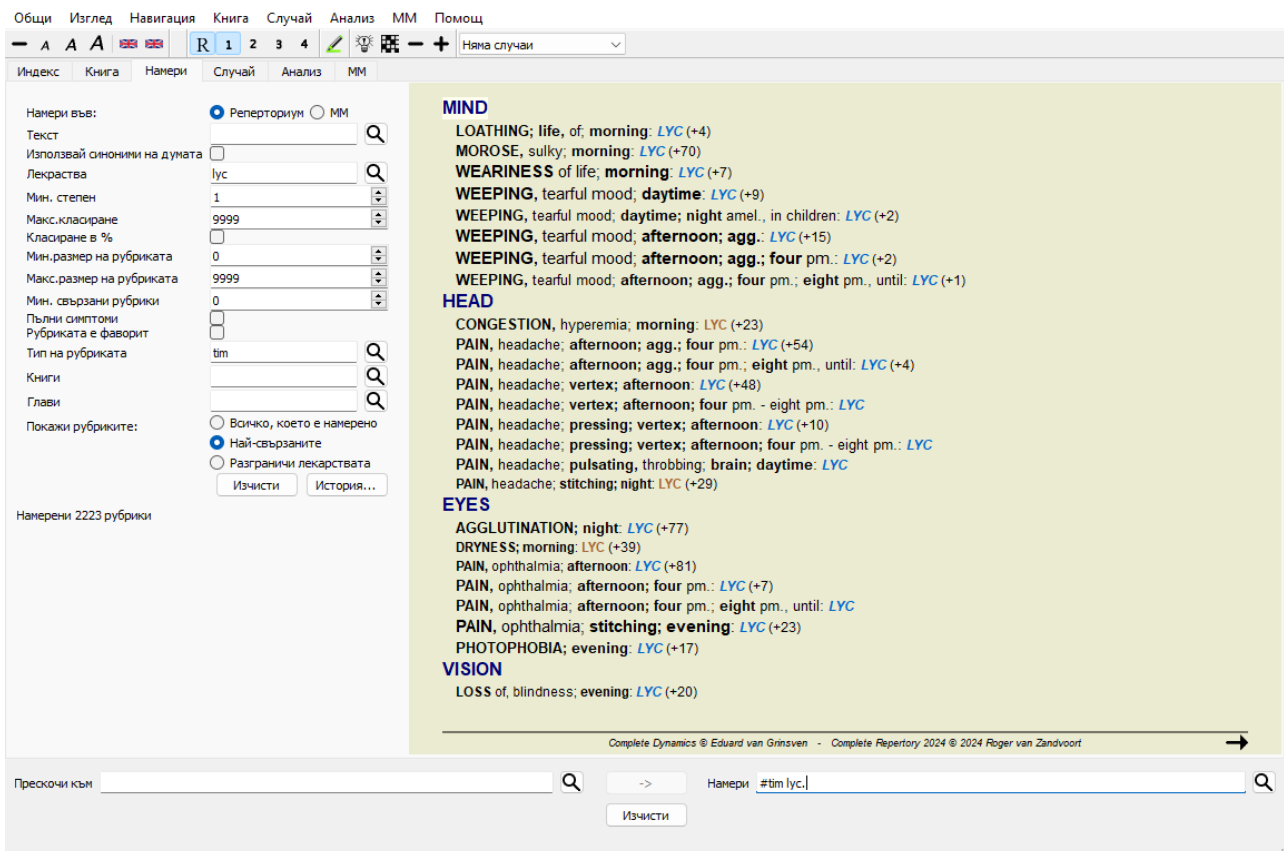 Общи Изглед Навигация Книга Случай Анализ ММ Помощ
A A A R 1 2 3 4 Няма случаи
Индекс Книга Намери Случай Анализ ММ
Намери във: Реперториум ММ
Текст
Използвай синоними на думата
Лекраства lyc
Мин. степен 1
Макс.класиране 9999
Класиране в %
Мин.размер на рубриката 0
Макс.размер на рубриката 9999
Мин. свързани рубрики 0
Пълни симптоми
Рубриката е фаворит
Тип на рубриката tim
Книги
Глави
Покажи рубриките: Всичко, което е намерено
Най-свързаните
Разграничи лекарствата
Изчисти История...
Намерени 2223 рубрики
MIND
LOATHING; life, of; morning: LYC (+4)
MOROSE, sulky; morning: LYC (+70)
WEARINESS of life; morning: LYC (+7)
WEEPING, tearful mood; daytime: LYC (+9)
WEEPING, tearful mood; daytime; night amel., in children: LYC (+2)
WEEPING, tearful mood; afternoon; agg.: LYC (+15)
WEEPING, tearful mood; afternoon; agg.; four pm.: LYC (+2)
WEEPING, tearful mood; afternoon; agg.; four pm.; eight pm., until: LYC (+1)
HEAD
CONGESTION, hyperemia; morning: LYC (+23)
PAIN, headache; afternoon; agg.; four pm.: LYC (+54)
PAIN, headache; afternoon; agg.; four pm.; eight pm., until: LYC (+4)
PAIN, headache; vertex; afternoon: LYC (+48)
PAIN, headache; vertex; afternoon; four pm. - eight pm.: LYC
PAIN, headache; pressing; vertex; afternoon: LYC (+10)
PAIN, headache; pressing; vertex; afternoon; four pm. - eight pm.: LYC
PAIN, headache; pulsating, throbbing; brain; daytime: LYC
PAIN, headache; stitching; night: LYC (+29)
EYES
AGGLUTINATION; night: LYC (+77)
DRYNESS; morning: LYC (+39)
PAIN, ophthalmia; afternoon: LYC (+81)
PAIN, ophthalmia; afternoon; four pm.: LYC (+7)
PAIN, ophthalmia; afternoon; four pm.; eight pm., until: LYC
PAIN, ophthalmia; stitching; evening: LYC (+23)
PHOTOPHOBIA; evening: LYC (+17)
VISION
LOSS of, blindness; evening: LYC (+20)
Complete Dynamics © Eduard van Grinsven - Complete Repertory 2024 © 2024 Roger van Zandvoort
Прескочи към -> Намери #tim lyc.
Изчисти